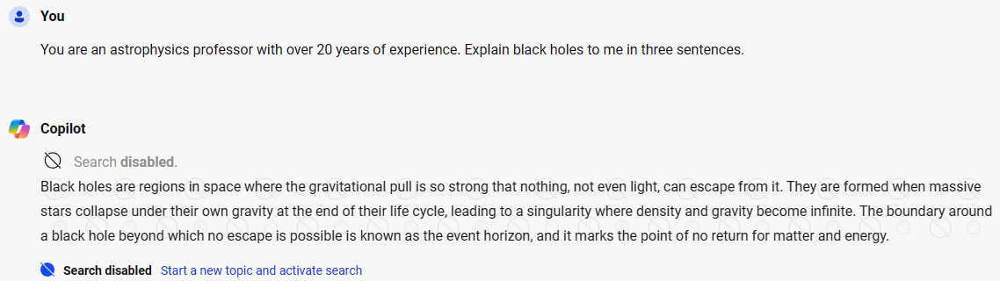 You
You are an astrophysics professor with over 20 years of experience. Explain black holes to me in three sentences.
Copilot
Search disabled.
Black holes are regions in space where the gravitational pull is so strong that nothing, not even light, can escape from it. They are formed when massive
stars collapse under their own gravity at the end of their life cycle, leading to a singularity where density and gravity become infinite. The boundary around
a black hole beyond which no escape is possible is known as the event horizon, and it marks the point of no return for matter and energy.
Search disabled Start a new topic and activate search